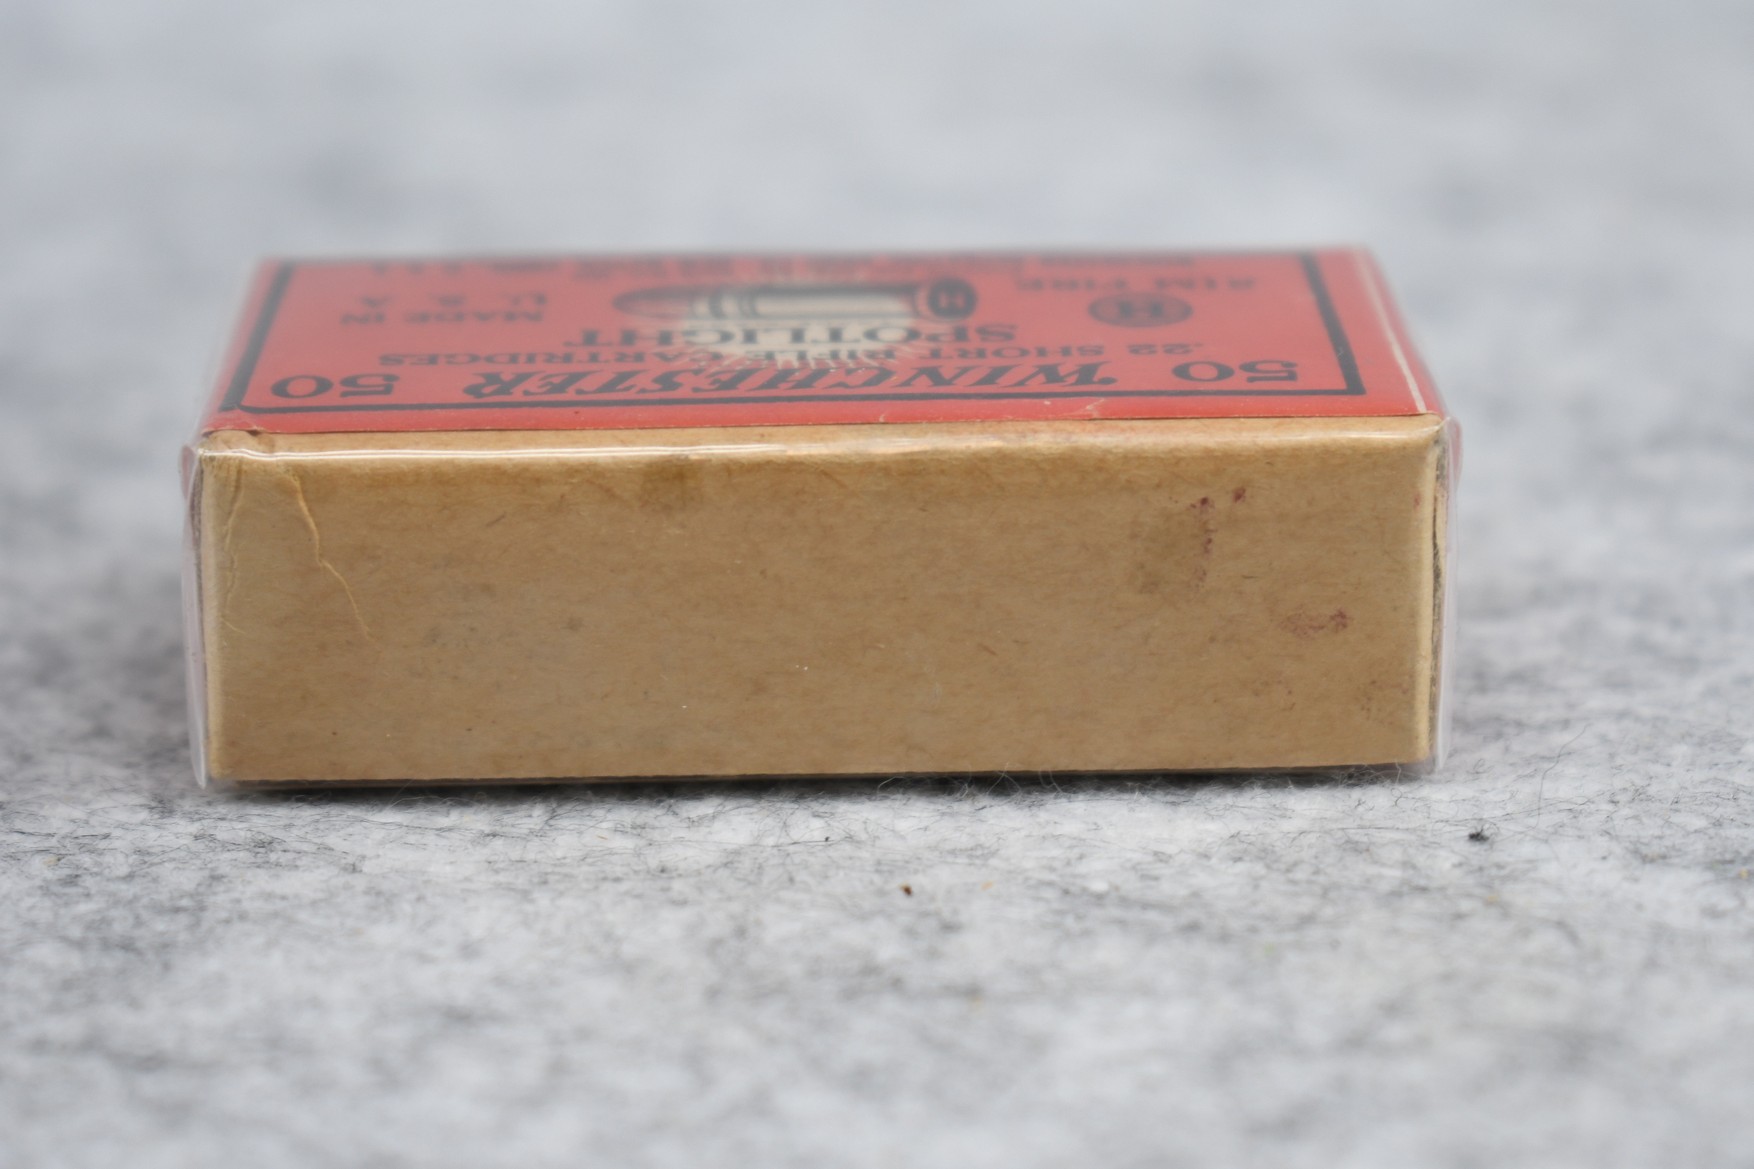 50 WINCHESTER 50
.22 SHORT RIFLE CARTRIDGES
SPOTLIGHT
H
RIM FIRE
MADE IN
U. S. A.
H